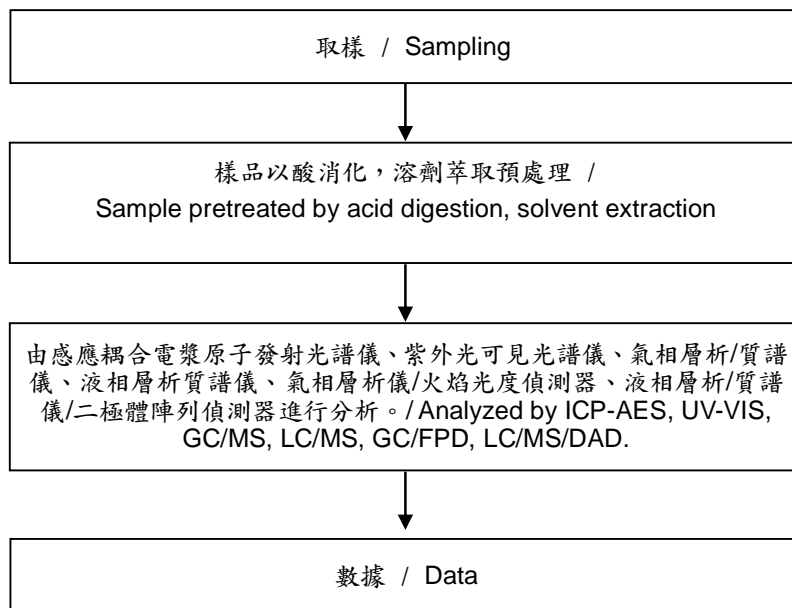 取樣 / Sampling
樣品以酸消化，溶劑萃取預處理 /
Sample pretreated by acid digestion, solvent extraction
由感應耦合電漿原子發射光譜儀、紫外光可見光譜儀、氣相層析/質譜
儀、液相層析質譜儀、氣相層析儀/火焰光度偵測器、液相層析/質譜
儀/二極體陣列偵測器進行分析。/ Analyzed by ICP-AES, UV-VIS,
GC/MS, LC/MS, GC/FPD, LC/MS/DAD.
數據 / Data